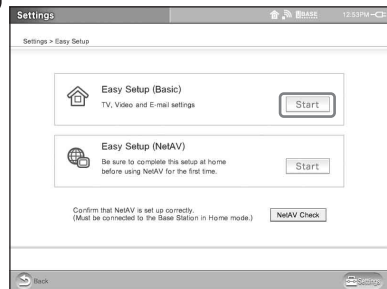 Settings
BASE
12:53PM
Settings > Easy Setup
Easy Setup (Basic)
TV, Video and E-mail settings
Start
Easy Setup (NetAV)
Be sure to complete this setup at home
before using NetAV for the first time.
Start
Confirm that NetAV is set up correctly.
(Must be connected to the Base Station in Home mode.)
NetAV Check
Back
Settings